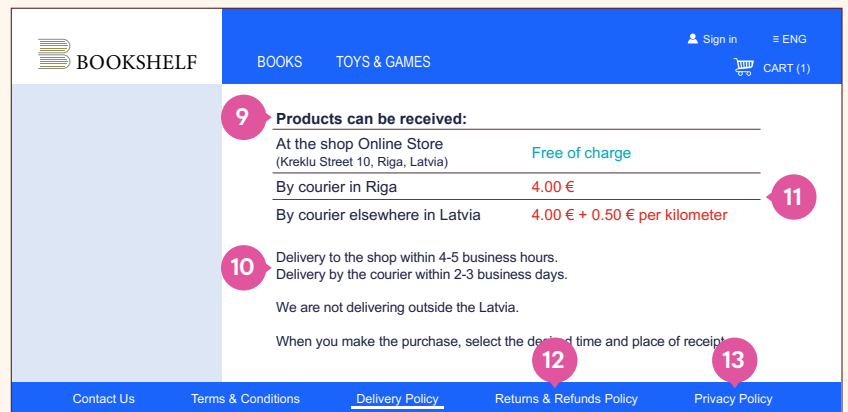 BOOKSHELF
BOOKS TOYS & GAMES
Sign in ≡ ENG
CART (1)
9 Products can be received:
At the shop Online Store Free of charge
(Kreklu Street 10, Riga, Latvia)
By courier in Riga 4.00 €
11
By courier elsewhere in Latvia 4.00 € + 0.50 € per kilometer
Delivery to the shop within 4-5 business hours.
10
Delivery by the courier within 2-3 business days.
We are not delivering outside the Latvia.
When you make the purchase, select the desired time and place of receipt.
12 13
Contact Us Terms & Conditions Delivery Policy Returns & Refunds Policy Privacy Policy